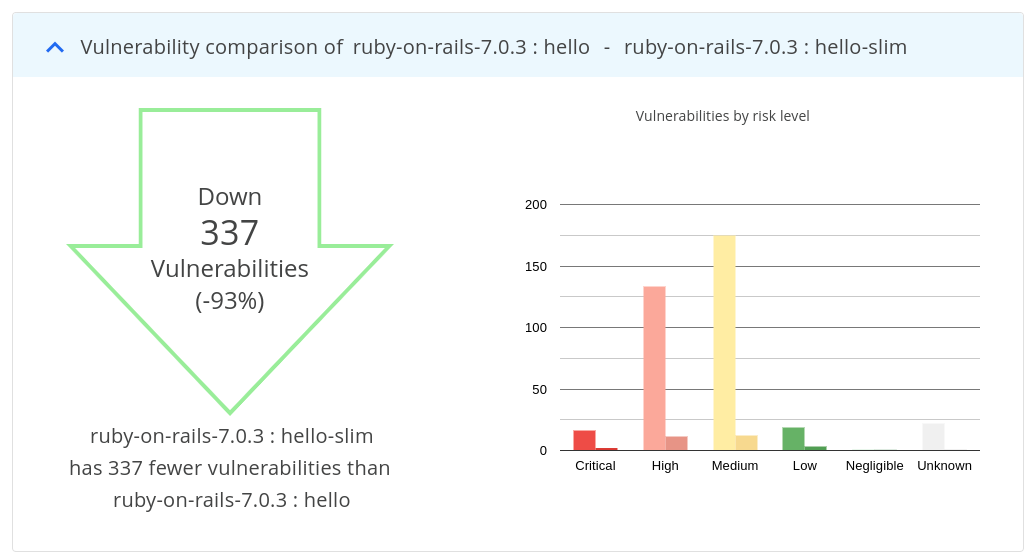 Vulnerability comparison of ruby-on-rails-7.0.3 : hello - ruby-on-rails-7.0.3 : hello-slim
Down
337
Vulnerabilities
(-93%)
ruby-on-rails-7.0.3 : hello-slim
has 337 fewer vulnerabilities than
ruby-on-rails-7.0.3 : hello
Vulnerabilities by risk level
200
150
100
50
0
Critical High Medium Low Negligible Unknown